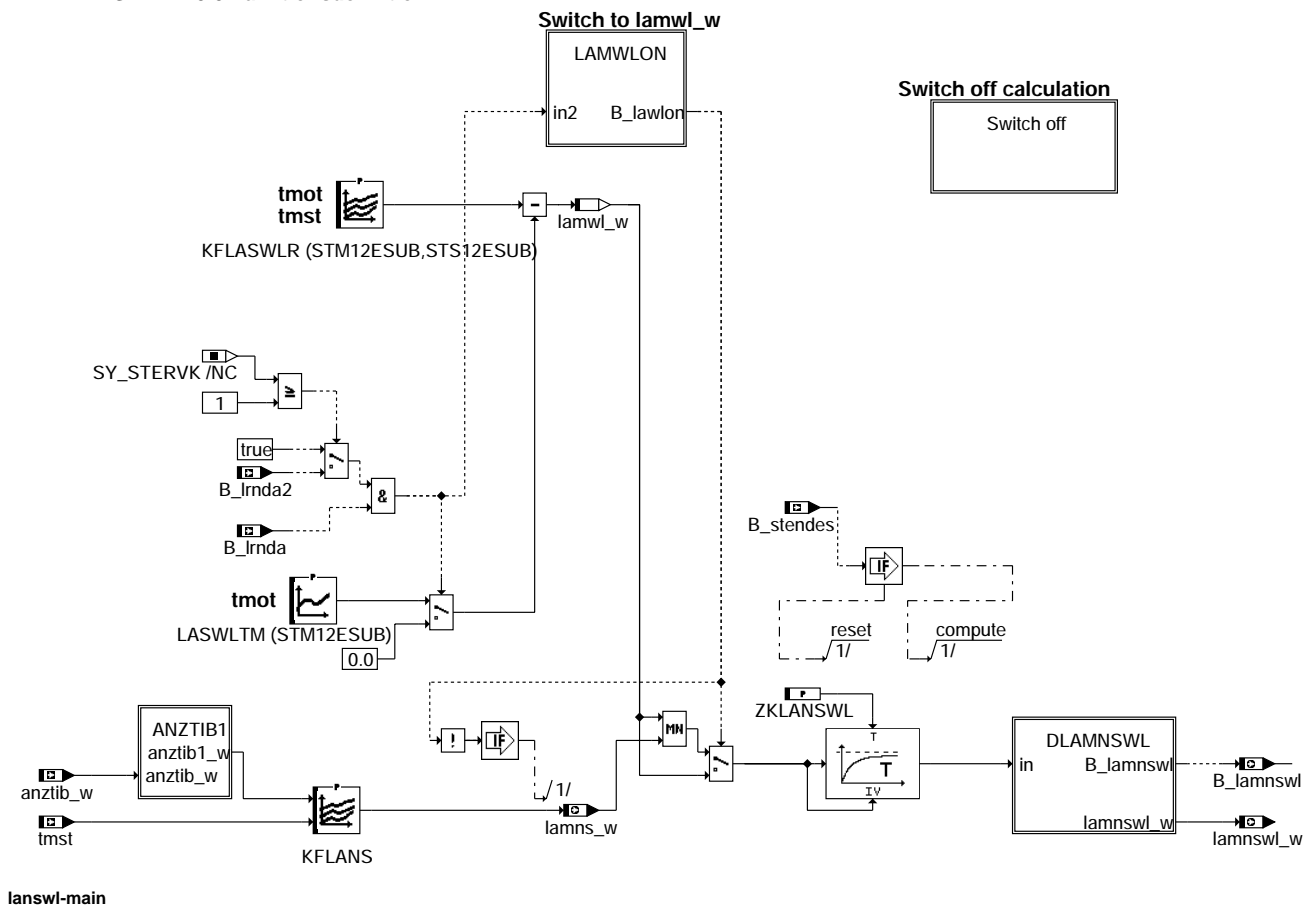 Switch to lamwl_w
LAMWLON
in2 B_lawlon
Switch off calculation
Switch off
P
tmot
tmst
-
lamwl_w
KFLASWLR (STM12ESUB,STS12ESUB)
SY_STERVK /NC
1
≥
true
B_lrnda2
&
B_lrnda
B_stendes
IF
P
tmot
LASWLTM (STM12ESUB)
0.0
reset
1/
compute
1/
P
ZKLANSWL
ANZTIB1
anztib1_w
anztib_w
anztib_w
tmst
P
KFLANS
!
IF
1/
lamns_w
MN
T
T
IV
DLAMNSWL
in B_lamnswl
lamnswl_w
B_lamnswl
lamnswl_w
lanswl-main